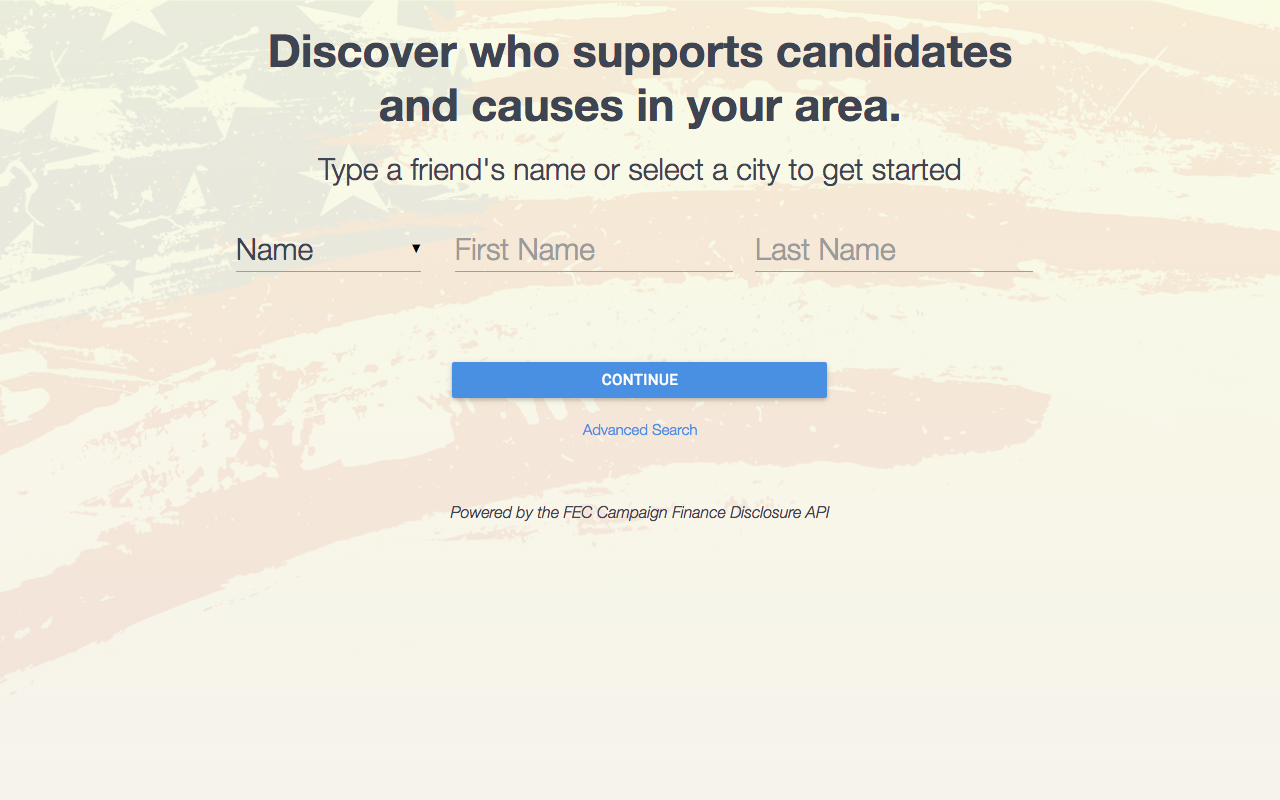 Discover who supports candidates
and causes in your area.
Type a friend's name or select a city to get started
Name ▼ First Name Last Name
CONTINUE
Advanced Search
Powered by the FEC Campaign Finance Disclosure API